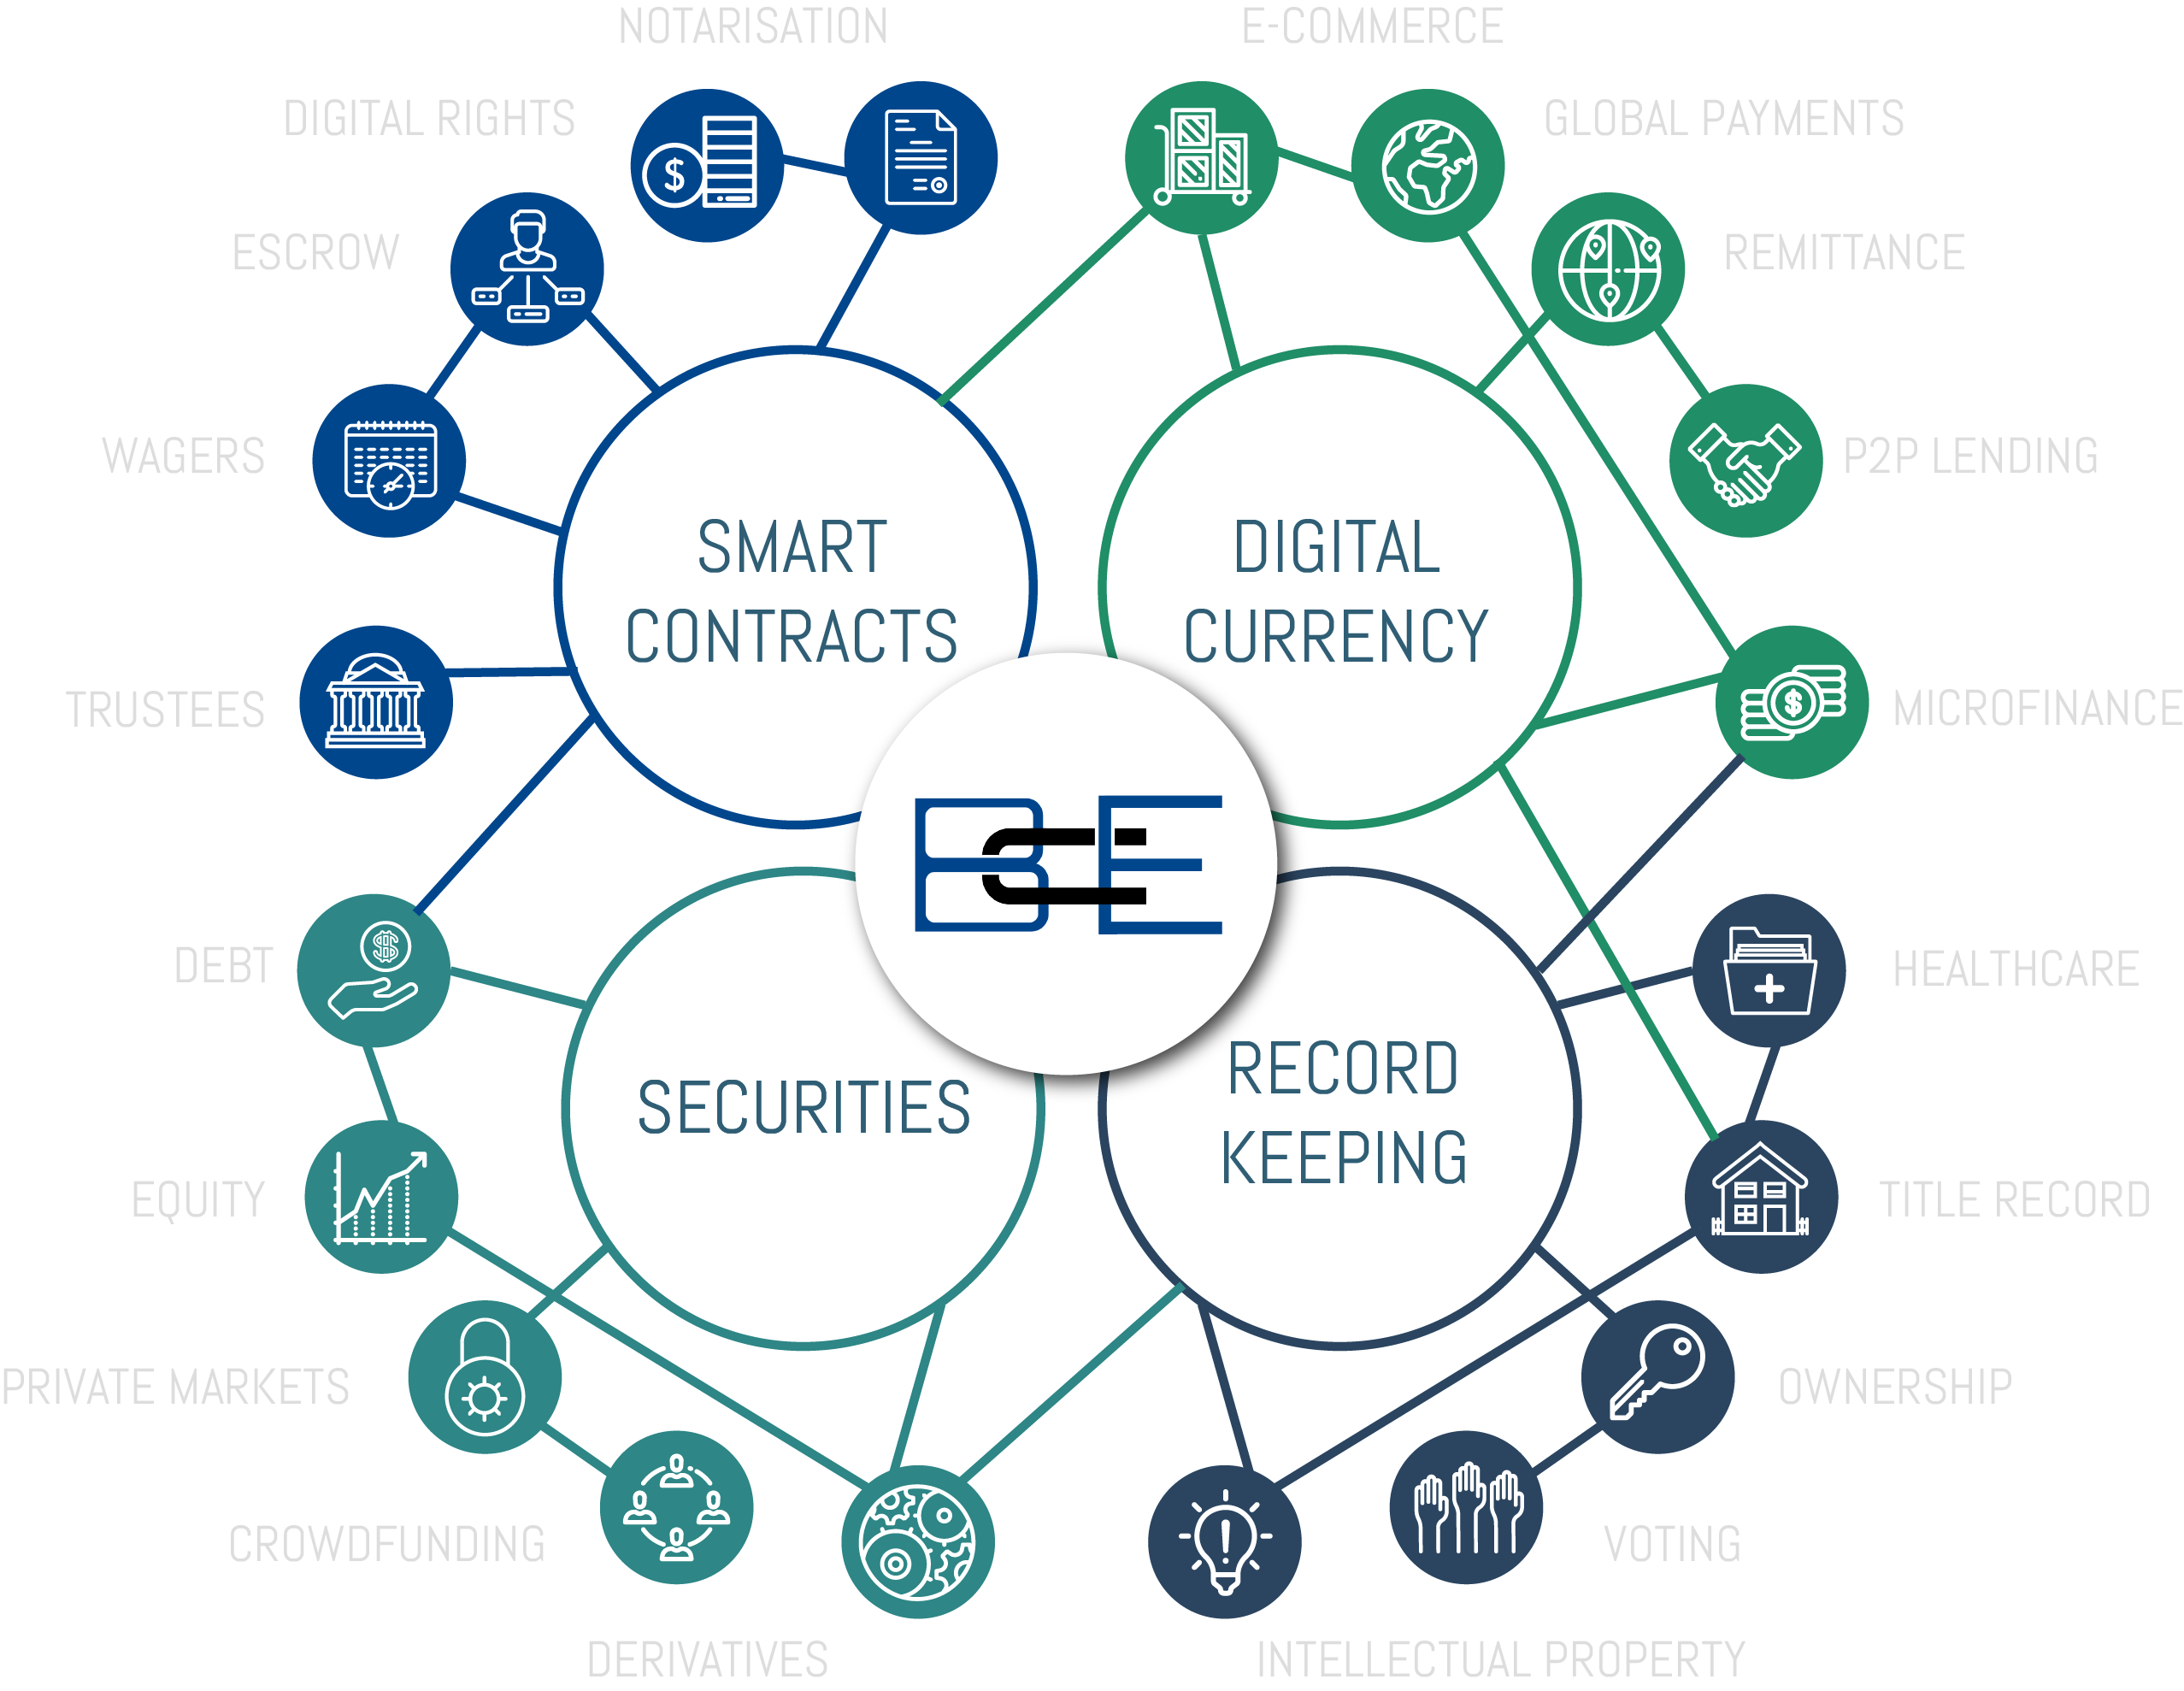 NOTARISATION
E-COMMERCE
DIGITAL RIGHTS
GLOBAL PAYMENTS
ESCROW
REMITTANCE
WAGERS
P2P LENDING
SMART
CONTRACTS
DIGITAL
CURRENCY
TRUSTEES
MICROFINANCE
BCE
DEBT
HEALTHCARE
SECURITIES
RECORD
KEEPING
EQUITY
TITLE RECORD
PRIVATE MARKETS
OWNERSHIP
CROWDFUNDING
VOTING
DERIVATIVES
INTELLECTUAL PROPERTY